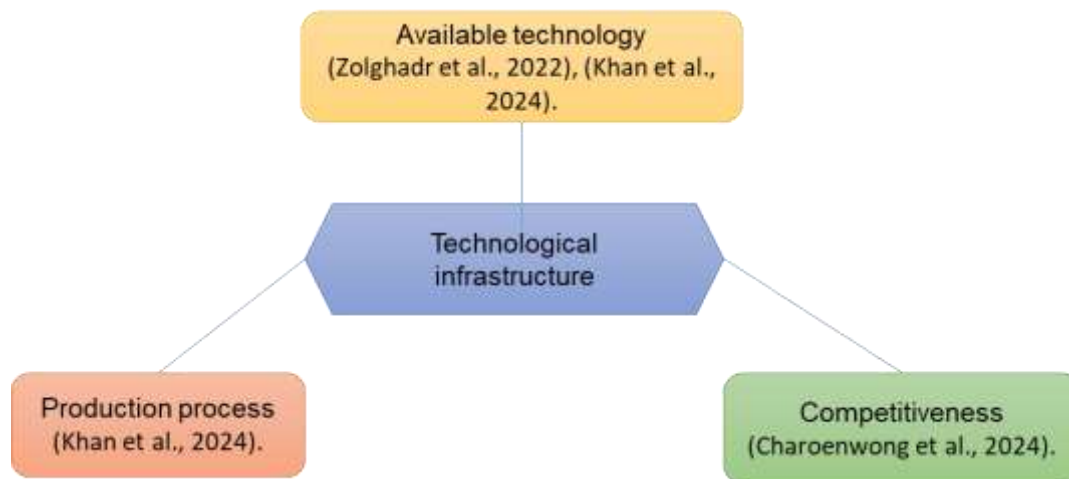 Available technology
(Zolghadr et al., 2022), (Khan et al.,
2024).
Technological
infrastructure
Production process
(Khan et al., 2024).
Competitiveness
(Charoenwong et al., 2024).